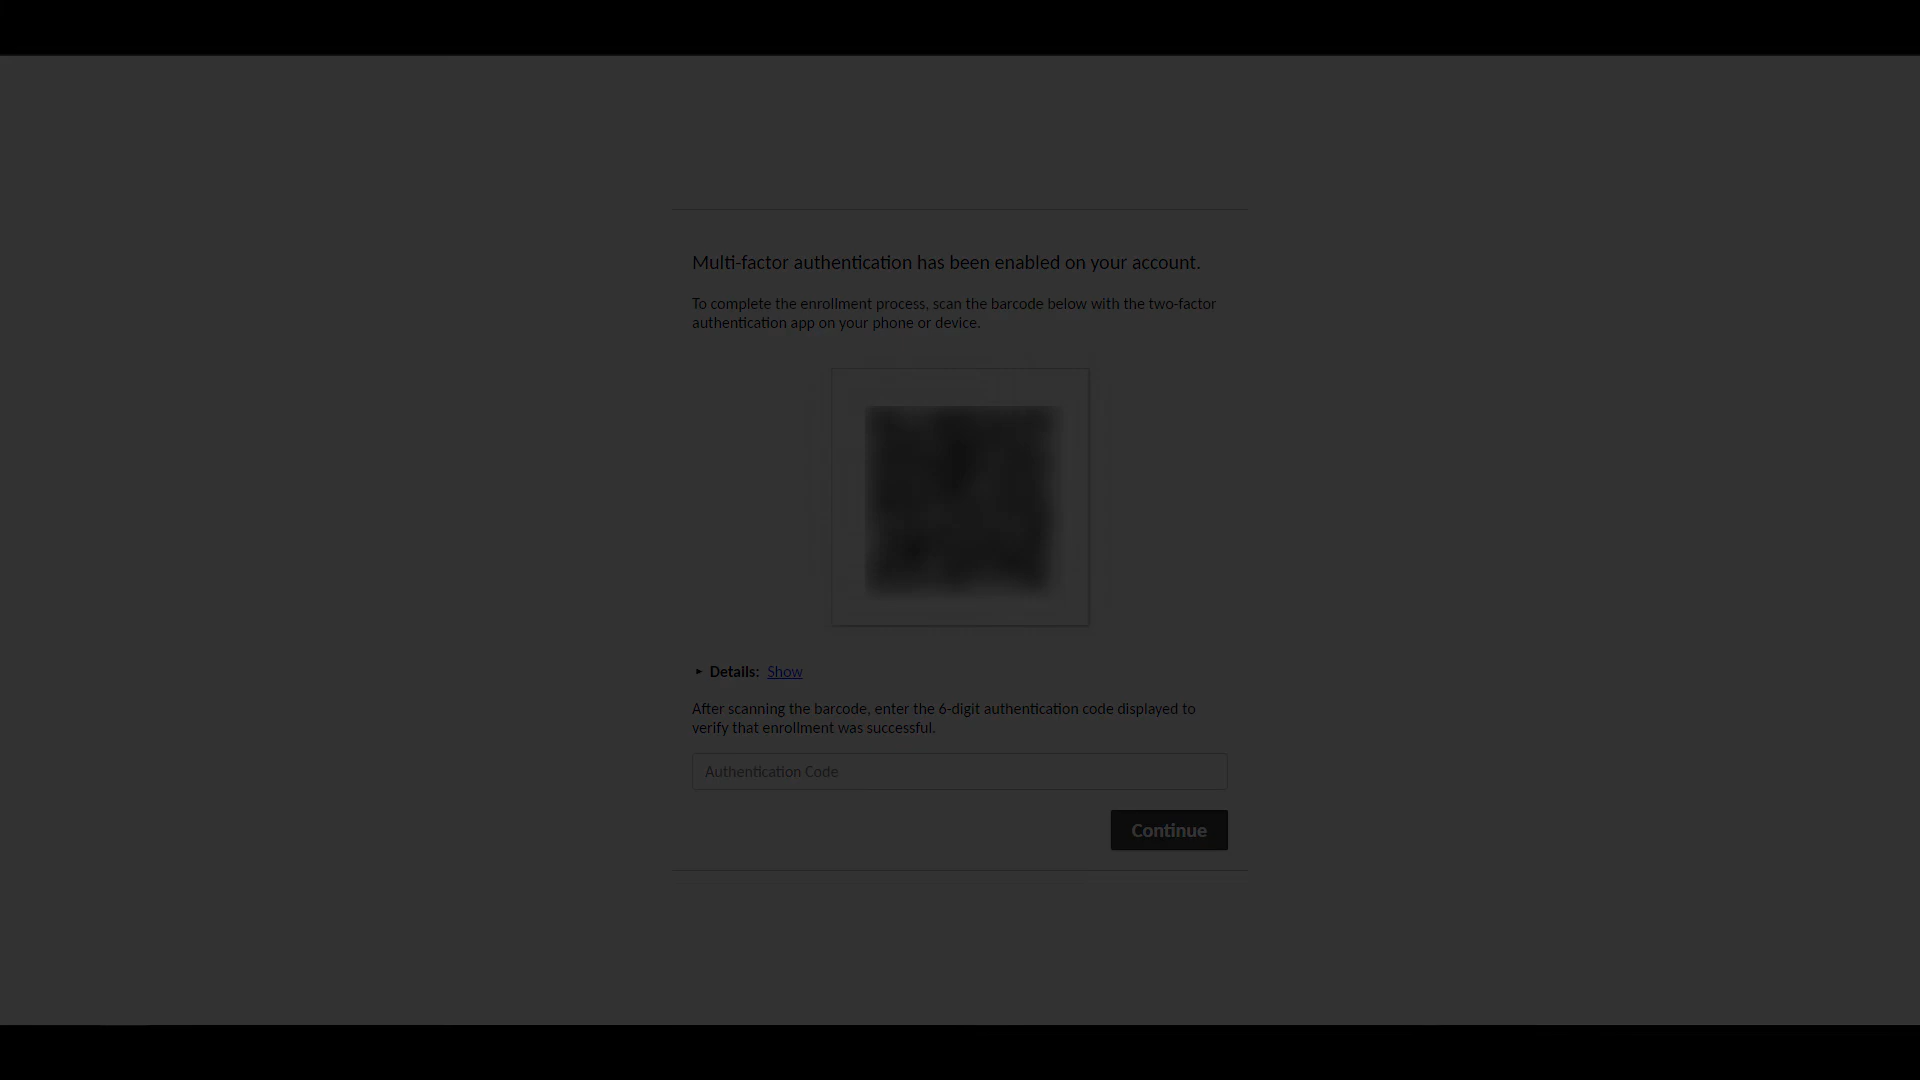 Multi-factor authentication has been enabled on your account.
To complete the enrollment process, scan the barcode below with the two-factor
authentication app on your phone or device.
► Details: Show
After scanning the barcode, enter the 6-digit authentication code displayed to
verify that enrollment was successful.
Authentication Code
Continue